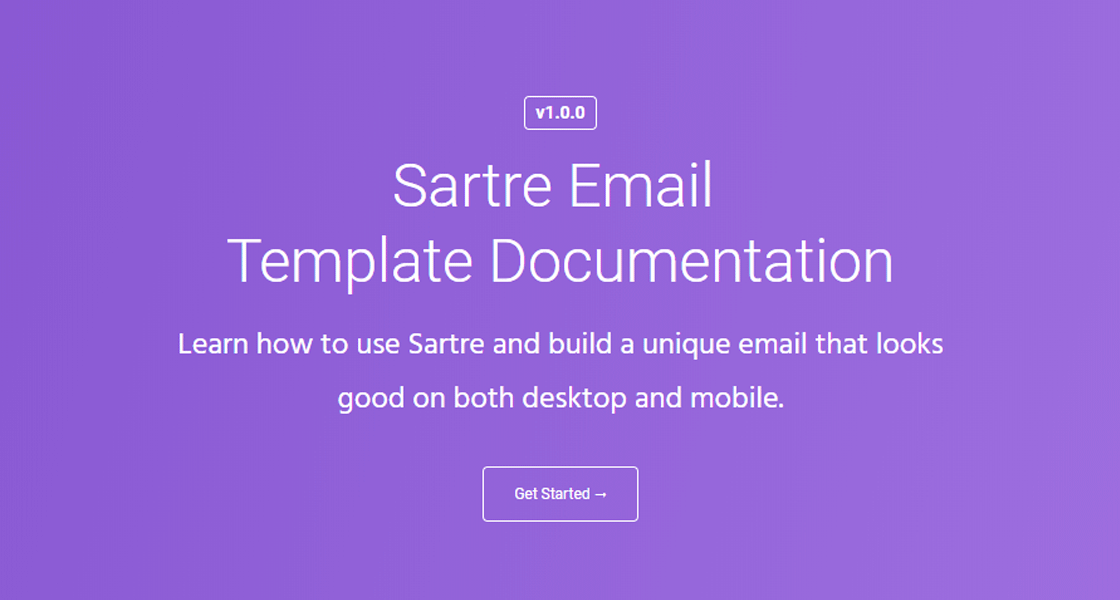 v1.0.0
Sartre Email
Template Documentation
Learn how to use Sartre and build a unique email that looks
good on both desktop and mobile.
Get Started →